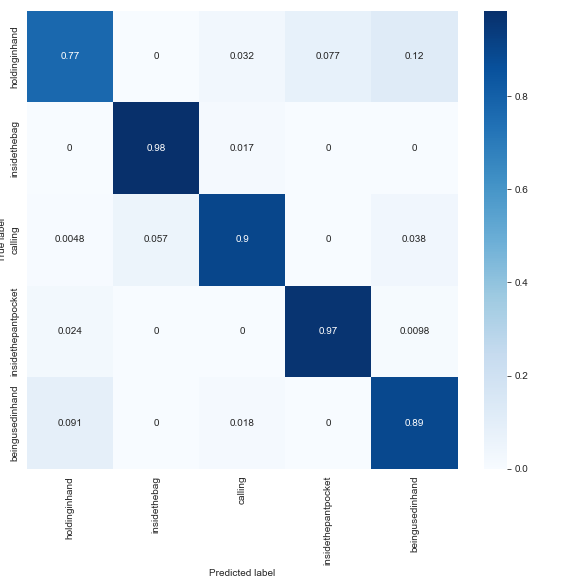 holdinginhand 0.77 0 0.032 0.077 0.12
insidethebag 0 0.98 0.017 0 0
calling 0.0048 0.057 0.9 0 0.038
insidethepantpocket 0.024 0 0 0.97 0.0098
beingusedinhand 0.091 0 0.018 0 0.89
True label
holdinginhand insidethebag calling insidethepantpocket beingusedinhand
Predicted label
0.8
0.6
0.4
0.2
0.0